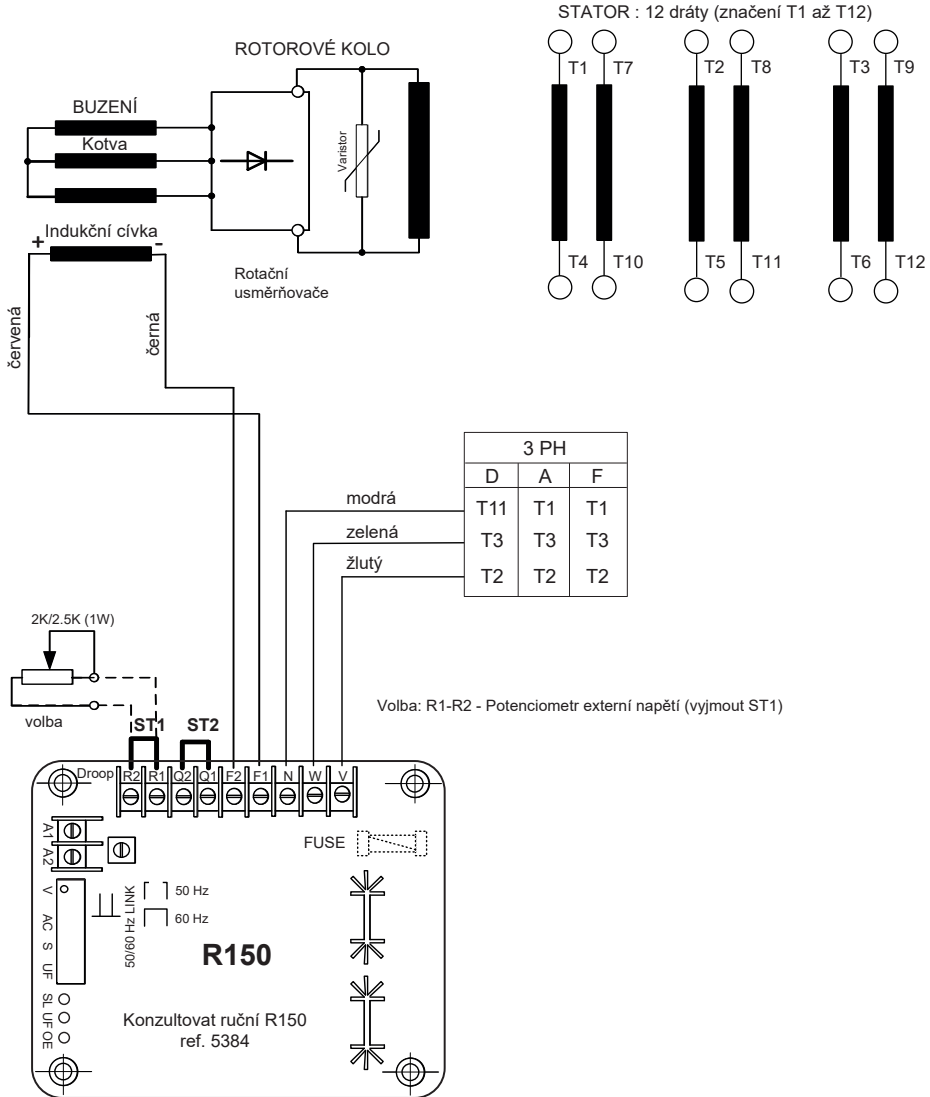 STATOR : 12 dráty (značení T1 až T12)
ROTOROVÉ KOLO
T1 T7 T2 T8 T3 T9
BUZENÍ
Kotva
Varistor
Indukční cívka
+ -
T4 T10 T5 T11 T6 T12
Rotační
usměrňovače
červená
černá
3 PH
D A F
modrá T11 T1 T1
zelená T3 T3 T3
žlutý T2 T2 T2
2K/2.5K (1W)
volba
Volba: R1-R2 - Potenciometr externí napětí (vyjmout ST1)
ST1 ST2
Droop R2 R1 Q2 Q1 F2 F1 N W V
A1
A2
FUSE
V
AC
S
UF
50/60 Hz LINK
50 Hz
60 Hz
R150
SL
UF
OE
Konzultovat ruční R150
ref. 5384